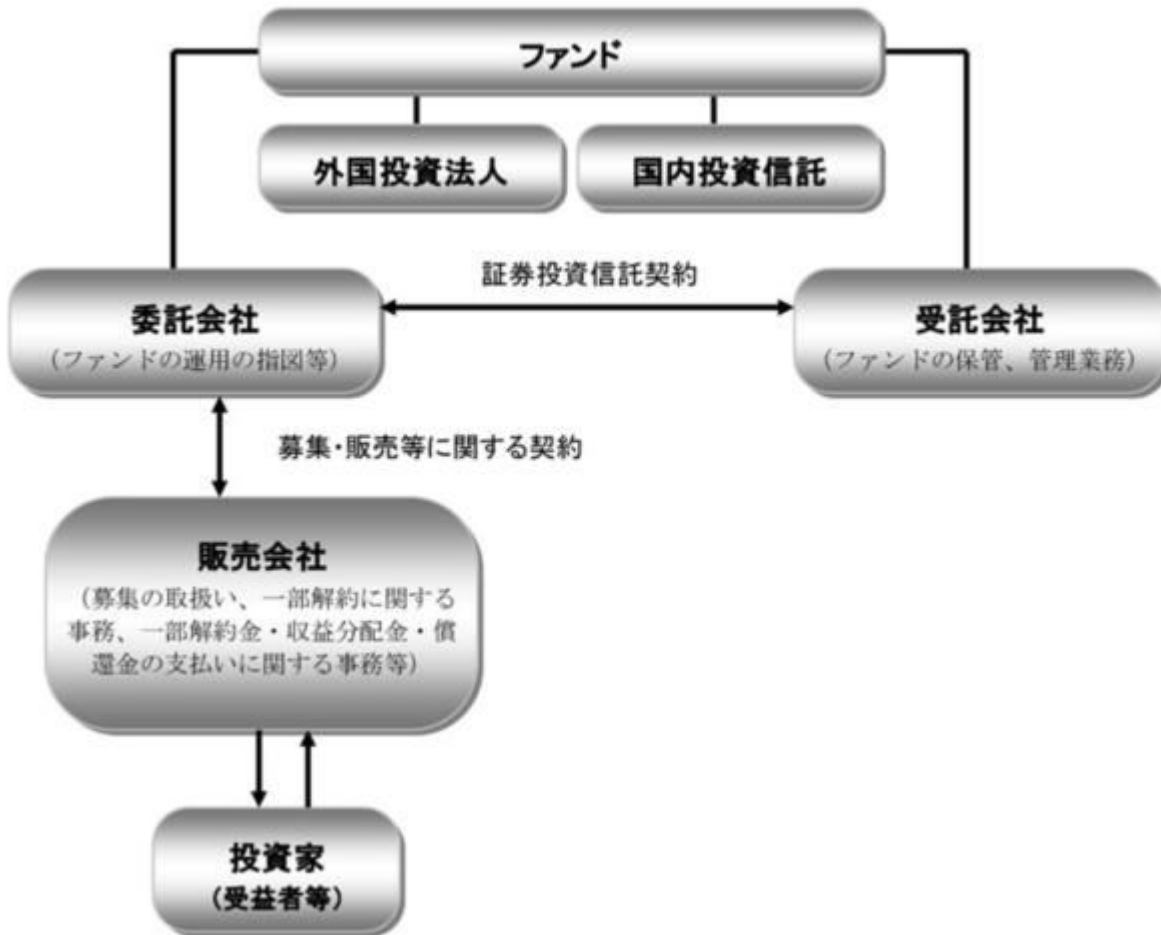 ファンド
外国投資法人
国内投資信託
証券投資信託契約
委託会社
（ファンドの運用の指図等）
受託会社
（ファンドの保管、管理業務）
募集・販売等に関する契約
販売会社
（募集の取扱い、一部解約に関する
事務、一部解約金・収益分配金・償
還金の支払いに関する事務等）
投資家
（受益者等）